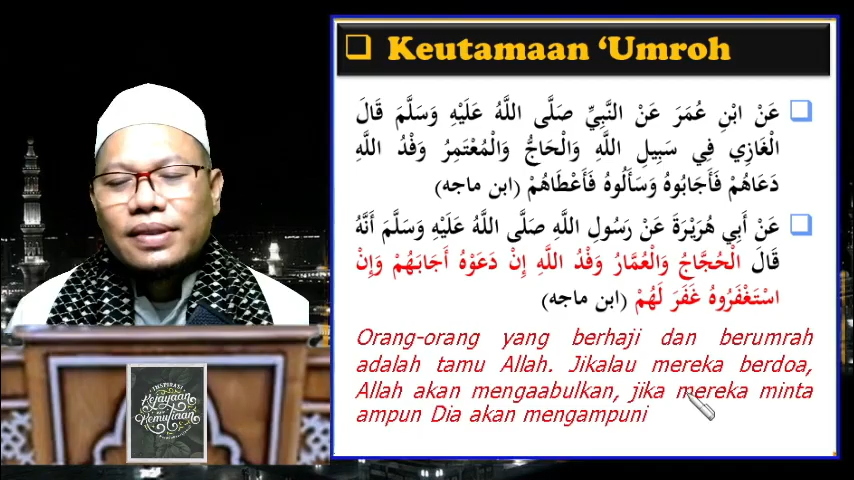 Keutamaan ‘Umroh
عَنْ ابْنِ عُمَرَ عَنْ النَّبِيِّ صَلَّى اللَّهُ عَلَيْهِ وَسَلَّمَ قَالَ
الْغَازِي فِي سَبِيلِ اللَّهِ وَالْحَاجُّ وَالْمُعْتَمِرُ وَفْدُ اللَّهِ
دَعَاهُمْ فَأَجَابُوهُ وَسَأَلُوهُ فَأَعْطَاهُمْ (ابن ماجه)
عَنْ أَبِي هُرَيْرَةَ عَنْ رَسُولِ اللَّهِ صَلَّى اللَّهُ عَلَيْهِ وَسَلَّمَ أَنَّهُ
قَالَ الْحُجَّاجُ وَالْعُمَّارُ وَفْدُ اللَّهِ إِنْ دَعَوْهُ أَجَابَهُمْ وَإِنْ
اسْتَغْفَرُوهُ غَفَرَ لَهُمْ (ابن ماجه)
Orang-orang yang berhaji dan berumrah
adalah tamu Allah. Jikalau mereka berdoa,
Allah akan mengaabulkan, jika mereka minta
ampun Dia akan mengampuni
INSPIRASI
Kejayaan
Kemuliaan